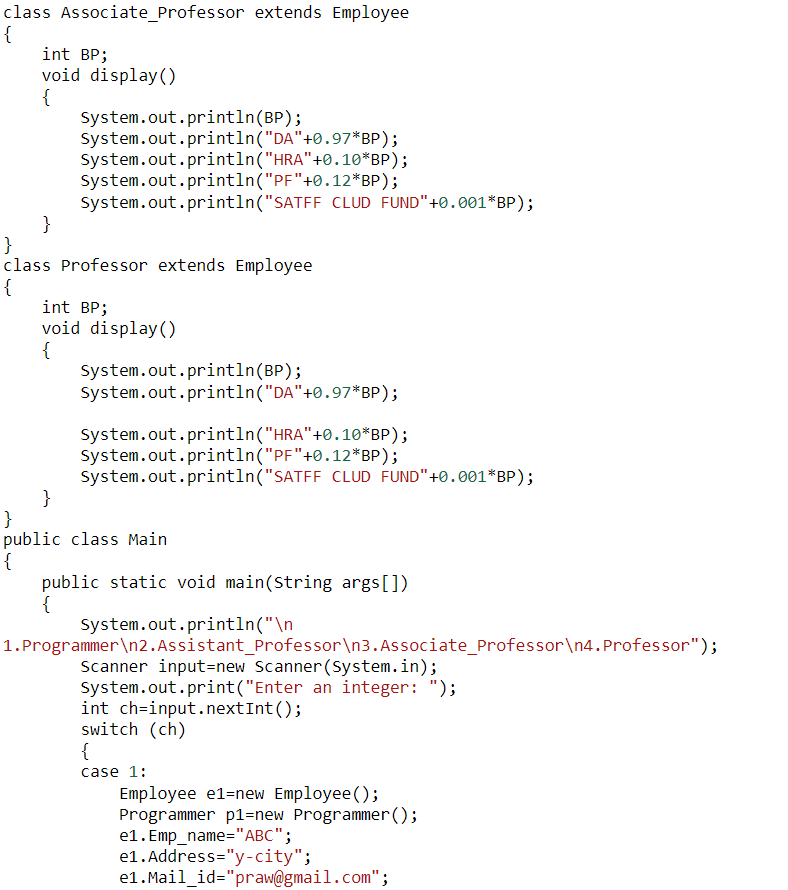 class Associate_Professor extends Employee
{
    int BP;
    void display()
    {
        System.out.println(BP);
        System.out.println("DA"+0.97*BP);
        System.out.println("HRA"+0.10*BP);
        System.out.println("PF"+0.12*BP);
        System.out.println("SATFF CLUD FUND"+0.001*BP);
    }
}
class Professor extends Employee
{
    int BP;
    void display()
    {
        System.out.println(BP);
        System.out.println("DA"+0.97*BP);

        System.out.println("HRA"+0.10*BP);
        System.out.println("PF"+0.12*BP);
        System.out.println("SATFF CLUD FUND"+0.001*BP);
    }
}
public class Main
{
    public static void main(String args[])
    {
        System.out.println("\n
1.Programmer\n2.Assistant_Professor\n3.Associate_Professor\n4.Professor");
        Scanner input=new Scanner(System.in);
        System.out.print("Enter an integer: ");
        int ch=input.nextInt();
        switch (ch)
        {
        case 1:
            Employee e1=new Employee();
            Programmer p1=new Programmer();
            e1.Emp_name="ABC";
            e1.Address="y-city";
            e1.Mail_id="praw@gmail.com";